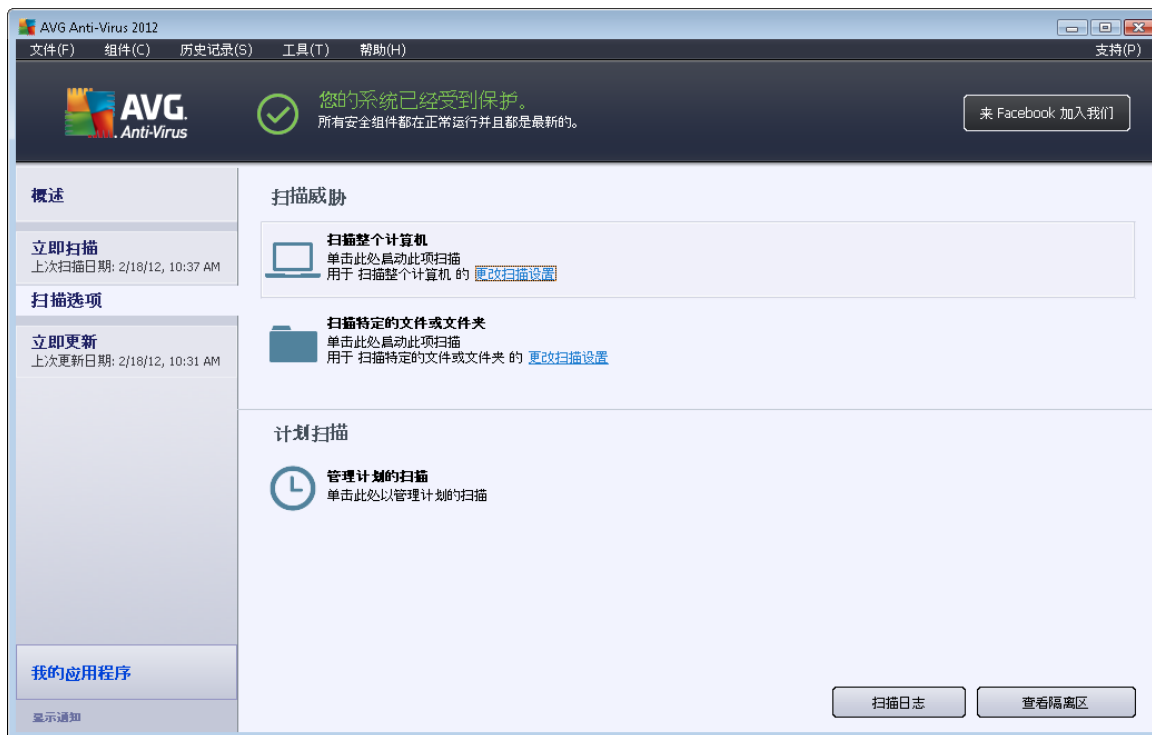 AVG Anti-Virus 2012
文件(F) 组件(C) 历史记录(S) 工具(T) 帮助(H) 支持(P)
AVG.
Anti-Virus
您的系统已经受到保护。
所有安全组件都在正常运行并且都是最新的。
来 Facebook 加入我们
概述
立即扫描
上次扫描日期: 2/18/12, 10:37 AM
扫描选项
立即更新
上次更新日期: 2/18/12, 10:31 AM
我的应用程序
显示通知
扫描威胁
扫描整个计算机
单击此处启动此项扫描
用于 扫描整个计算机 的 更改扫描设置
扫描特定的文件或文件夹
单击此处启动此项扫描
用于 扫描特定的文件或文件夹 的 更改扫描设置
计划扫描
管理计划的扫描
单击此处以管理计划的扫描
扫描日志
查看隔离区